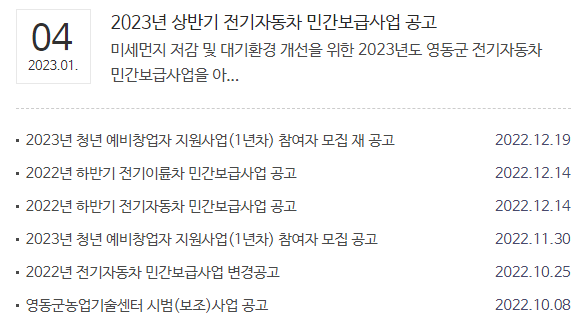 04
2023.01.
2023년 상반기 전기자동차 민간보급사업 공고
미세먼지 저감 및 대기환경 개선을 위한 2023년도 영동군 전기자동차
민간보급사업을 아...
2023년 청년 예비창업자 지원사업(1년차) 참여자 모집 재 공고 2022.12.19
2022년 하반기 전기이륜차 민간보급사업 공고 2022.12.14
2022년 하반기 전기자동차 민간보급사업 공고 2022.12.14
2023년 청년 예비창업자 지원사업(1년차) 참여자 모집 공고 2022.11.30
2022년 전기자동차 민간보급사업 변경공고 2022.10.25
영동군농업기술센터 시범(보조)사업 공고 2022.10.08